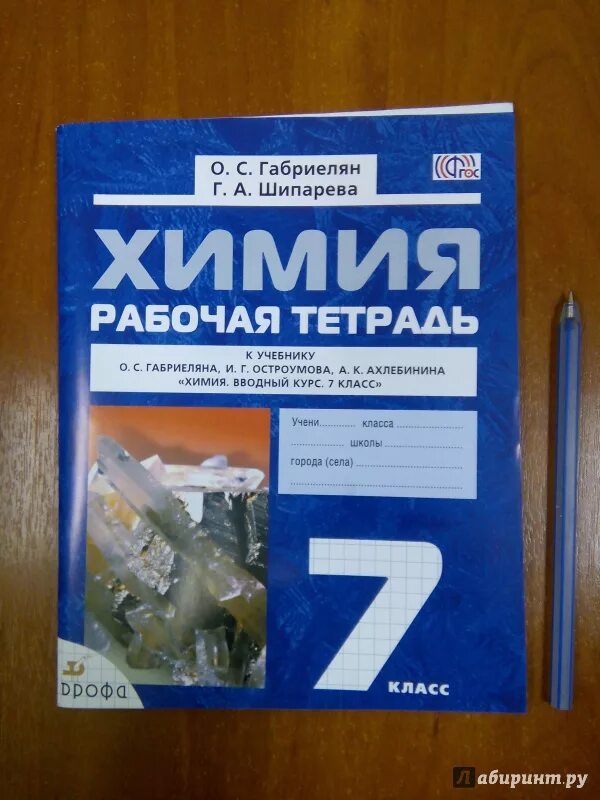 О. С. Габриелян
Г. А. Шипарева
ФГОС
ХИМИЯ
РАБОЧАЯ ТЕТРАДЬ
К УЧЕБНИКУ
О. С. ГАБРИЕЛЯНА, И. Г. ОСТРОУМОВА, А. К. АХЛЕБИНИНА
«ХИМИЯ. ВВОДНЫЙ КУРС. 7 КЛАСС»
Учени.......... класса
школы
города (села)
7
КЛАСС
дрофа
Лабиринт.ру